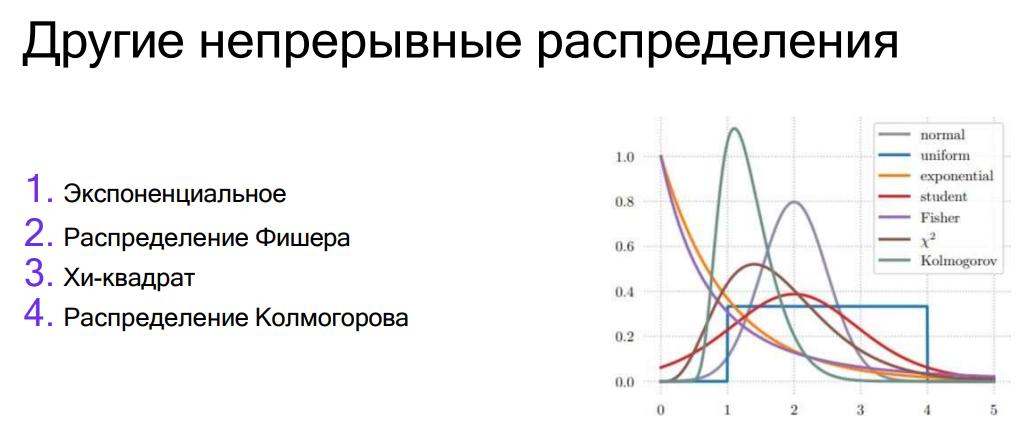 Другие непрерывные распределения
1. Экспоненциальное
2. Распределение Фишера
3. Хи-квадрат
4. Распределение Колмогорова
normal
uniform
exponential
student
Fisher
χ²
Kolmogorov
1.0
0.8
0.6
0.4
0.2
0.0
0 1 2 3 4 5